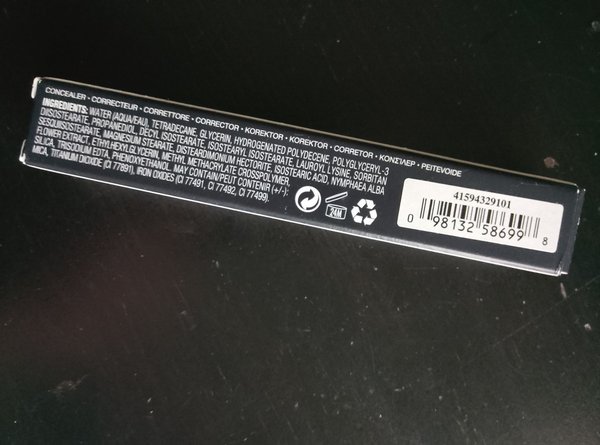 CONCEALER • CORRECTEUR • CORRETTORE • CORRECTOR • KOREKTOR • KOREKTOR • CORRETOR • ΚΟΝΣΙΛΕΡ • PEITEVOIDE
INGREDIENTS: WATER (AQUA/EAU), TETRADECANE, GLYCERIN, HYDROGENATED POLYDECENE, POLYGLYCERYL-3
DIISOSTEARATE, PROPANEDIOL, DECYL ISOSTEARATE, ISOSTEARYL ISOSTEARATE, LAUROYL LYSINE, SORBITAN
SESQUIISOSTEARATE, MAGNESIUM STEARATE, DISTEARDIMONIUM HECTORITE, ISOSTEARIC ACID, NYMPHAEA ALBA
FLOWER EXTRACT, ETHYLHEXYLGLYCERIN, METHYL METHACRYLATE CROSSPOLYMER,
SILICA, TRISODIUM EDTA, PHENOXYETHANOL. MAY CONTAIN/PEUT CONTENIR (+/-):
MICA, TITANIUM DIOXIDE (CI 77891), IRON OXIDES (CI 77491, CI 77492, CI 77499).
24M
41594329101
0 98132 58699 8